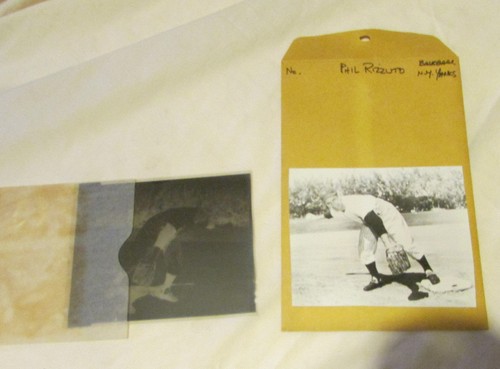 No. PHIL RIZZUTO BASEBALL
N.Y. YANKS